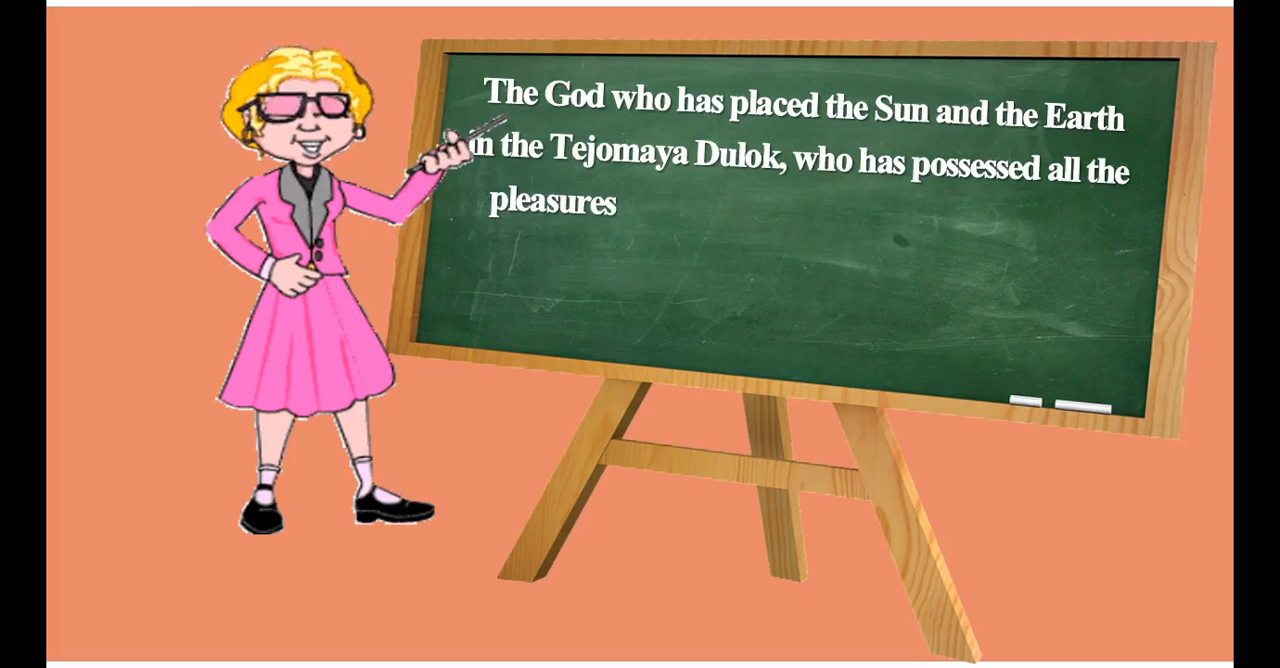 The God who has placed the Sun and the Earth
n the Tejomaya Dulok, who has possessed all the
pleasures